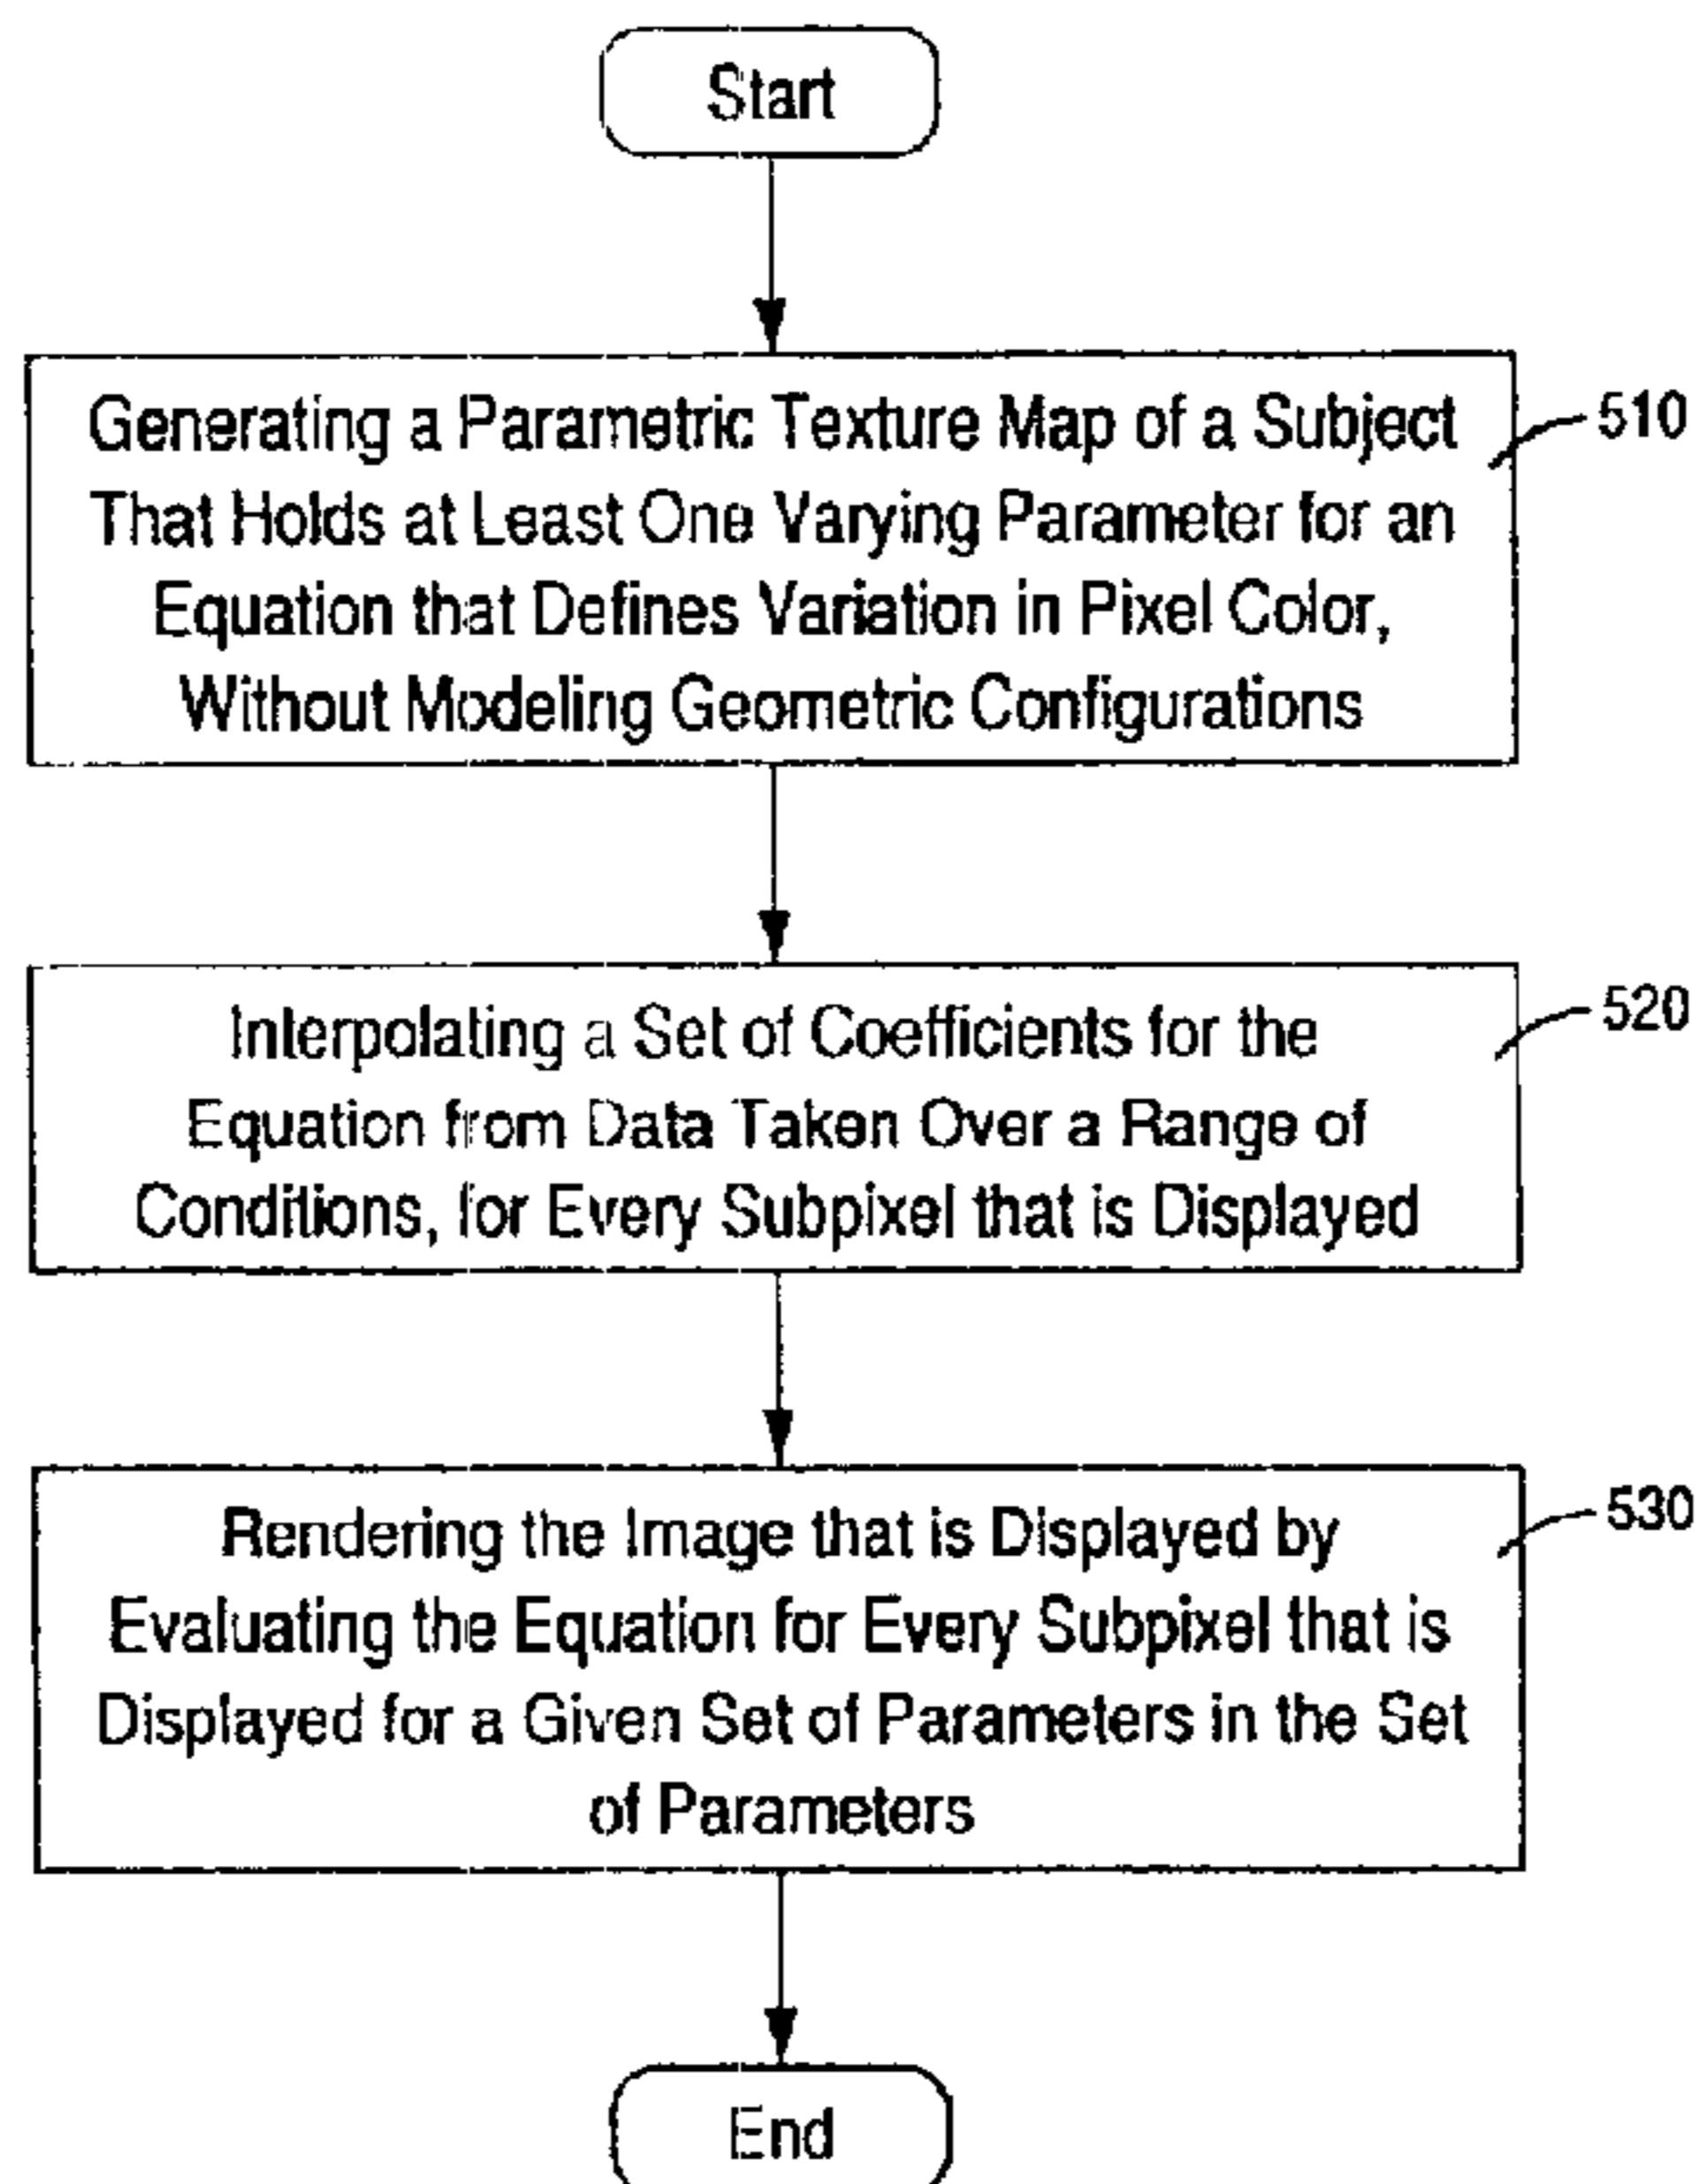 Start
Generating a Parametric Texture Map of a Subject
510
That Holds at Least One Varying Parameter for an
Equation that Defines Variation in Pixel Color,
Without Modeling Geometric Configurations
Interpolating a Set of Coefficients for the
520
Equation from Data Taken Over a Range of
Conditions, for Every Subpixel that is Displayed
Rendering the Image that is Displayed by
530
Evaluating the Equation for Every Subpixel that is
Displayed for a Given Set of Parameters in the Set
of Parameters
End